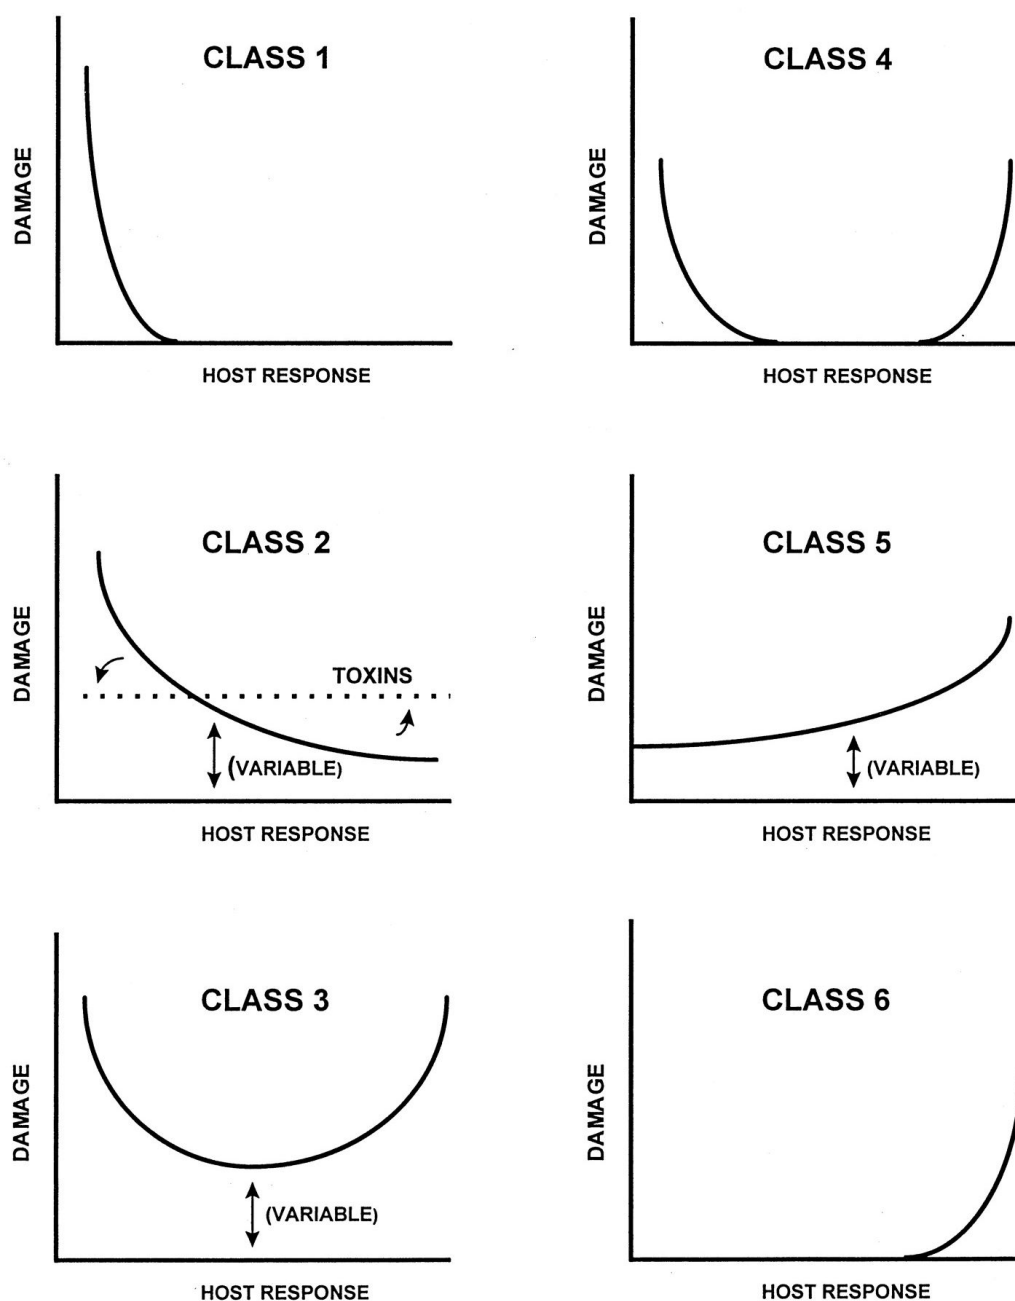 CLASS 1
DAMAGE
HOST RESPONSE
CLASS 4
DAMAGE
HOST RESPONSE
CLASS 2
DAMAGE
TOXINS
(VARIABLE)
HOST RESPONSE
CLASS 5
DAMAGE
(VARIABLE)
HOST RESPONSE
CLASS 3
DAMAGE
(VARIABLE)
HOST RESPONSE
CLASS 6
DAMAGE
HOST RESPONSE